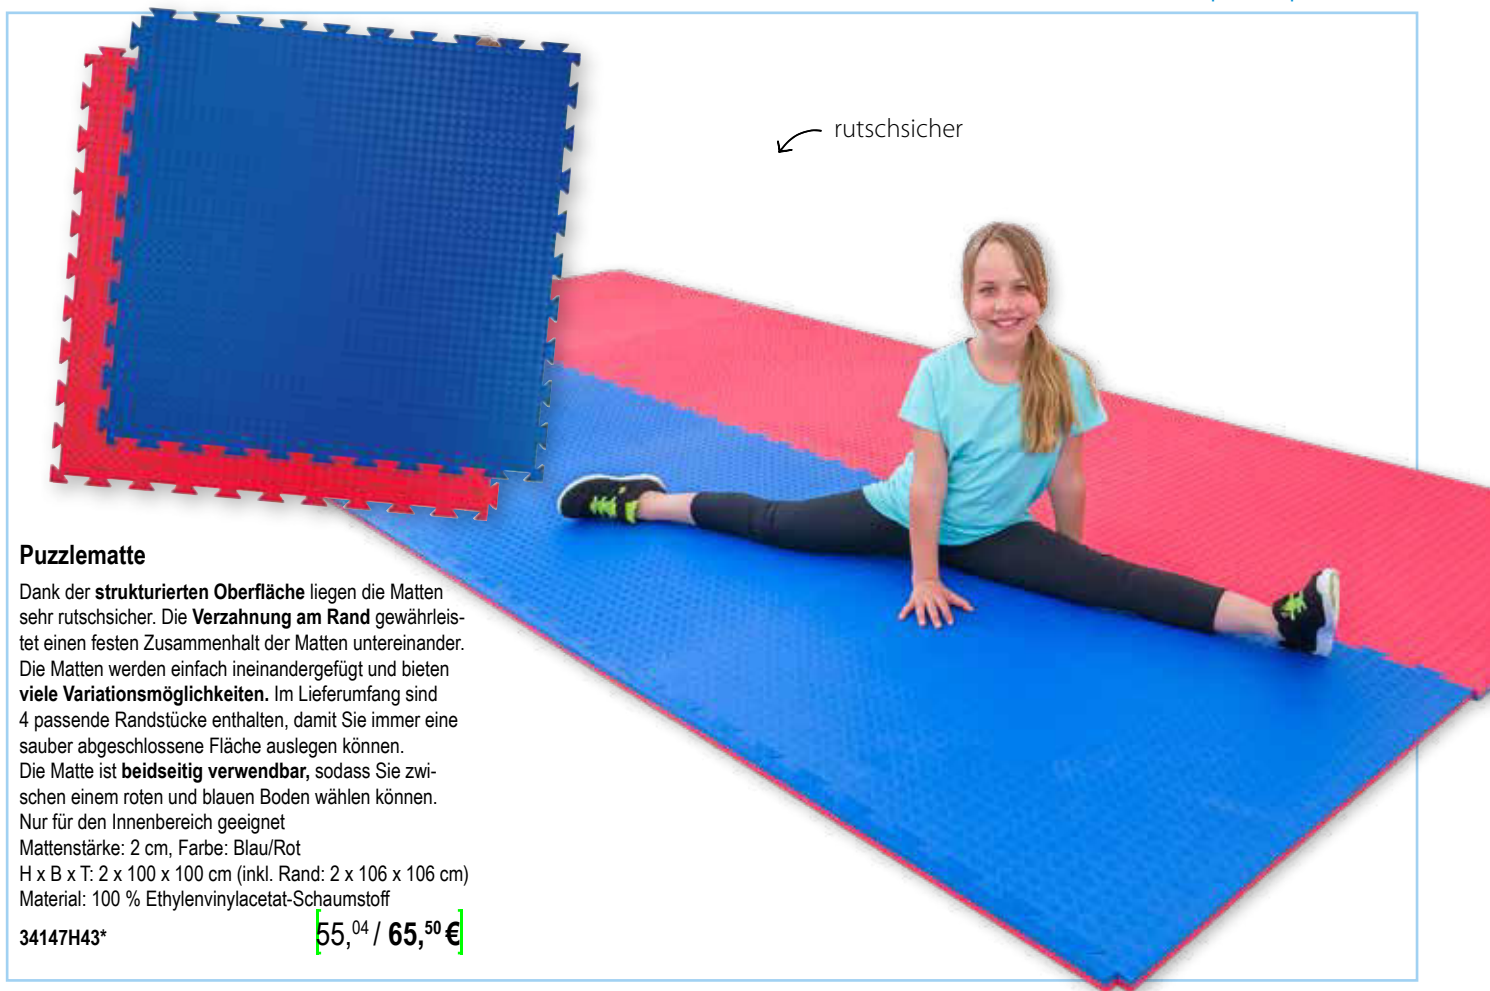 rutschsicher
Puzzlematte
Dank der strukturierten Oberfläche liegen die Matten
sehr rutschsicher. Die Verzahnung am Rand gewährleis-
tet einen festen Zusammenhalt der Matten untereinander.
Die Matten werden einfach ineinandergefügt und bieten
viele Variationsmöglichkeiten. Im Lieferumfang sind
4 passende Randstücke enthalten, damit Sie immer eine
sauber abgeschlossene Fläche auslegen können.
Die Matte ist beidseitig verwendbar, sodass Sie zwi-
schen einem roten und blauen Boden wählen können.
Nur für den Innenbereich geeignet
Mattenstärke: 2 cm, Farbe: Blau/Rot
H x B x T: 2 x 100 x 100 cm (inkl. Rand: 2 x 106 x 106 cm)
Material: 100 % Ethylenvinylacetat-Schaumstoff
34147H43* 55,04 / 65,50 €